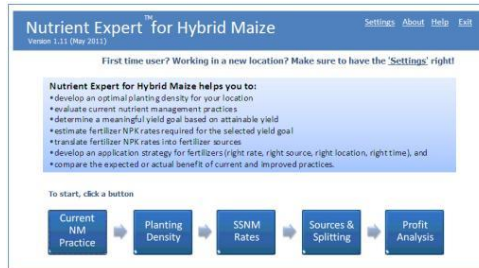 Nutrient Expert™ for Hybrid Maize
Settings About Help Exit
Version 1.11 (May 2011)
First time user? Working in a new location? Make sure to have the 'Settings' right!
Nutrient Expert for Hybrid Maize helps you to:
•develop an optimal planting density for your location
•evaluate current nutrient management practices
•determine a meaningful yield goal based on attainable yield
•estimate fertilizer NPK rates required for the selected yield goal
•translate fertilizer NPK rates into fertilizer sources
•develop an application strategy for fertilizers (right rate, right source, right location, right time), and
•compare the expected or actual benefit of current and improved practices.
To start, click a button
Current
NM
Practice
Planting
Density
SSNM
Rates
Sources &
Splitting
Profit
Analysis